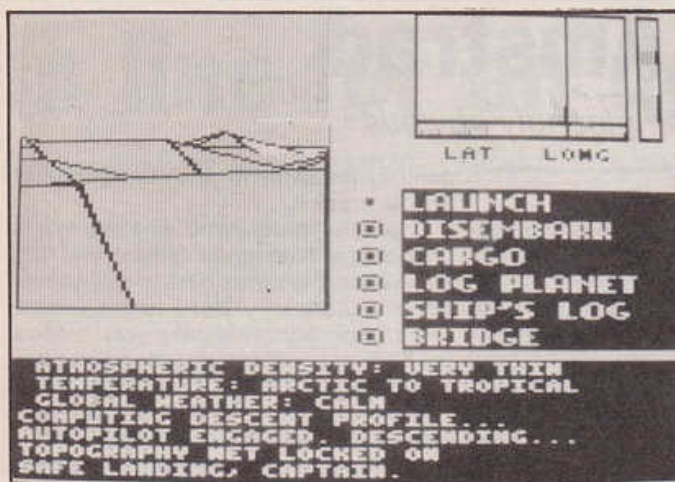 LAT LONG
LAUNCH
DISEMBARK
CARGO
LOG PLANET
SHIP'S LOG
BRIDGE
ATMOSPHERIC DENSITY: VERY THIN
TEMPERATURE: ARCTIC TO TROPICAL
GLOBAL WEATHER: CALM
COMPUTING DESCENT PROFILE...
AUTOPILOT ENGAGED. DESCENDING...
TOPOGRAPHY NET LOCKED ON
SAFE LANDING, CAPTAIN.